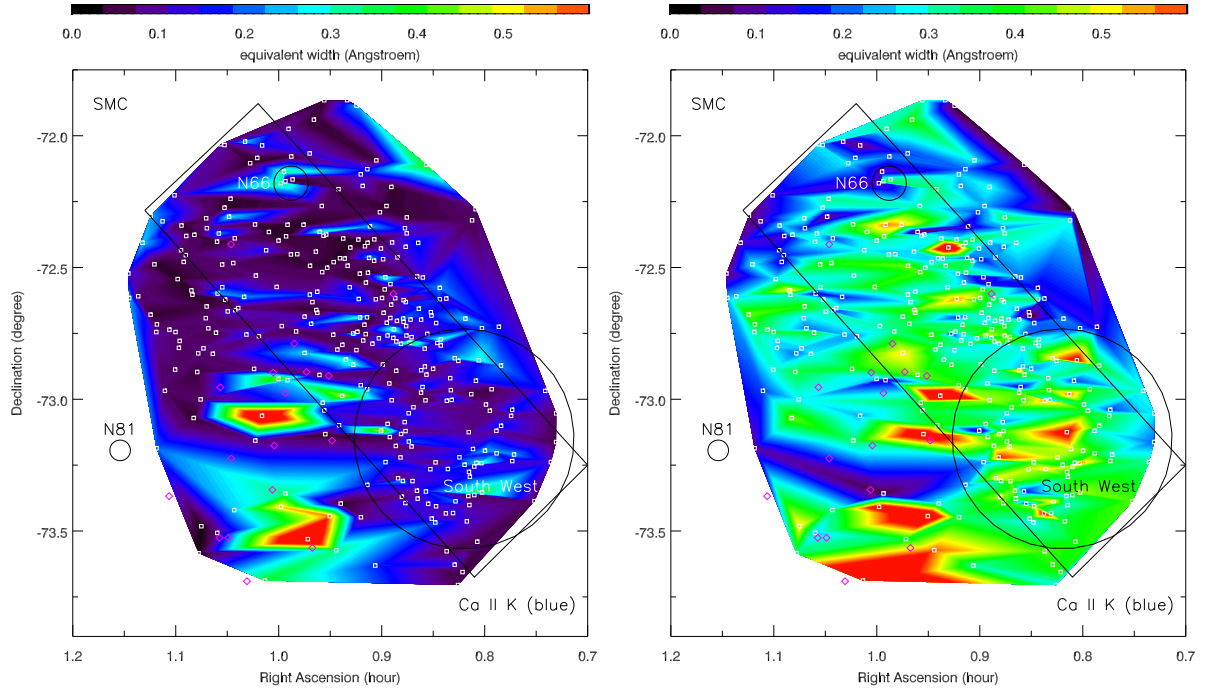 0.0 0.1 0.2 0.3 0.4 0.5
equivalent width (Angstroem)
SMC
N66
N81
South West
Ca II K (blue)
-72.0
-72.5
-73.0
-73.5
Declination (degree)
1.2 1.1 1.0 0.9 0.8 0.7
Right Ascension (hour)
0.0 0.1 0.2 0.3 0.4 0.5
equivalent width (Angstroem)
SMC
N66
N81
South West
Ca II K (blue)
-72.0
-72.5
-73.0
-73.5
Declination (degree)
1.2 1.1 1.0 0.9 0.8 0.7
Right Ascension (hour)